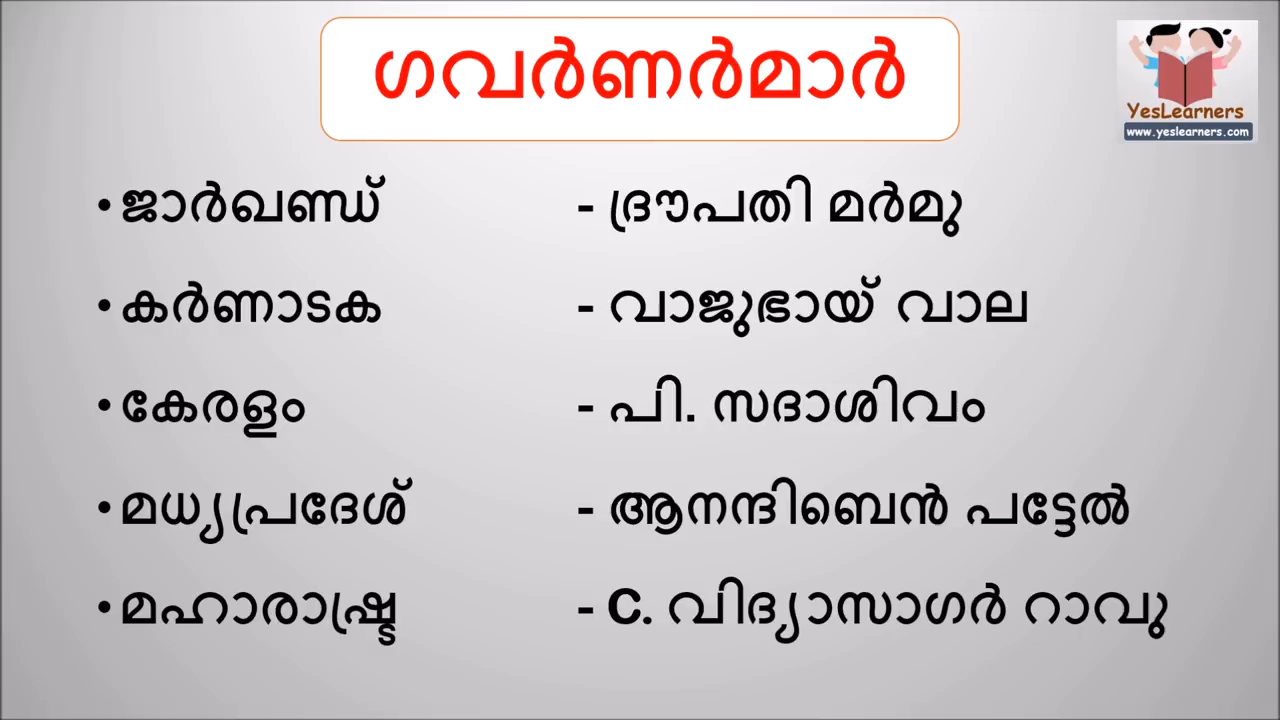 ഗവർണർമാർ
YesLearners
www.yeslearners.com
•ജാർഖണ്ഡ് - ദ്രൗപതി മർമു
•കർണാടക - വാജുഭായ് വാല
•കേരളം - പി. സദാശിവം
•മധ്യപ്രദേശ് - ആനന്ദിബെൻ പട്ടേൽ
•മഹാരാഷ്ട്ര - C. വിദ്യാസാഗർ റാവു